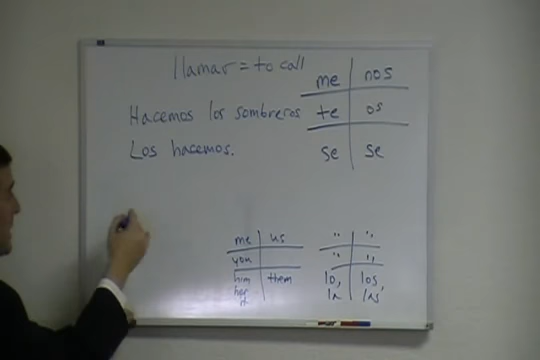 llamar = to call
me nos
Hacemos los sombreros
te os
Los hacemos.
se se
me us
you
him them
her
it
" "
" "
lo, los,
la las